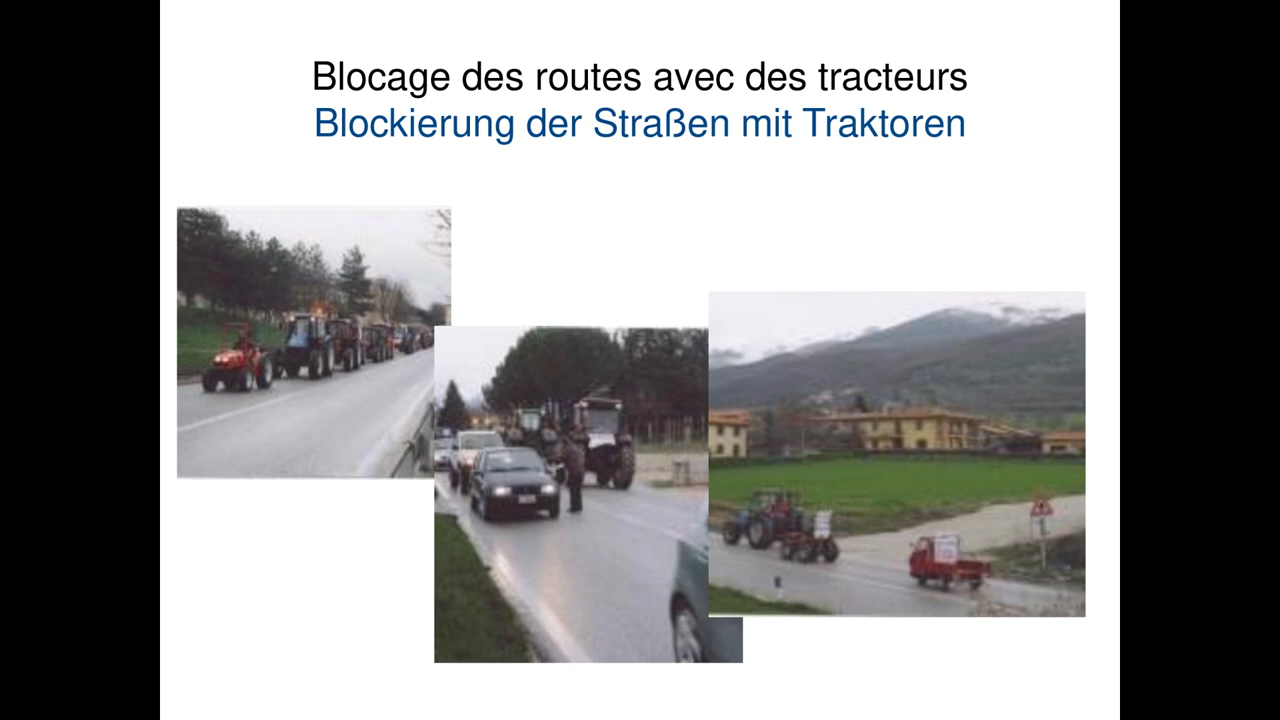 Blocage des routes avec des tracteurs
Blockierung der Straßen mit Traktoren